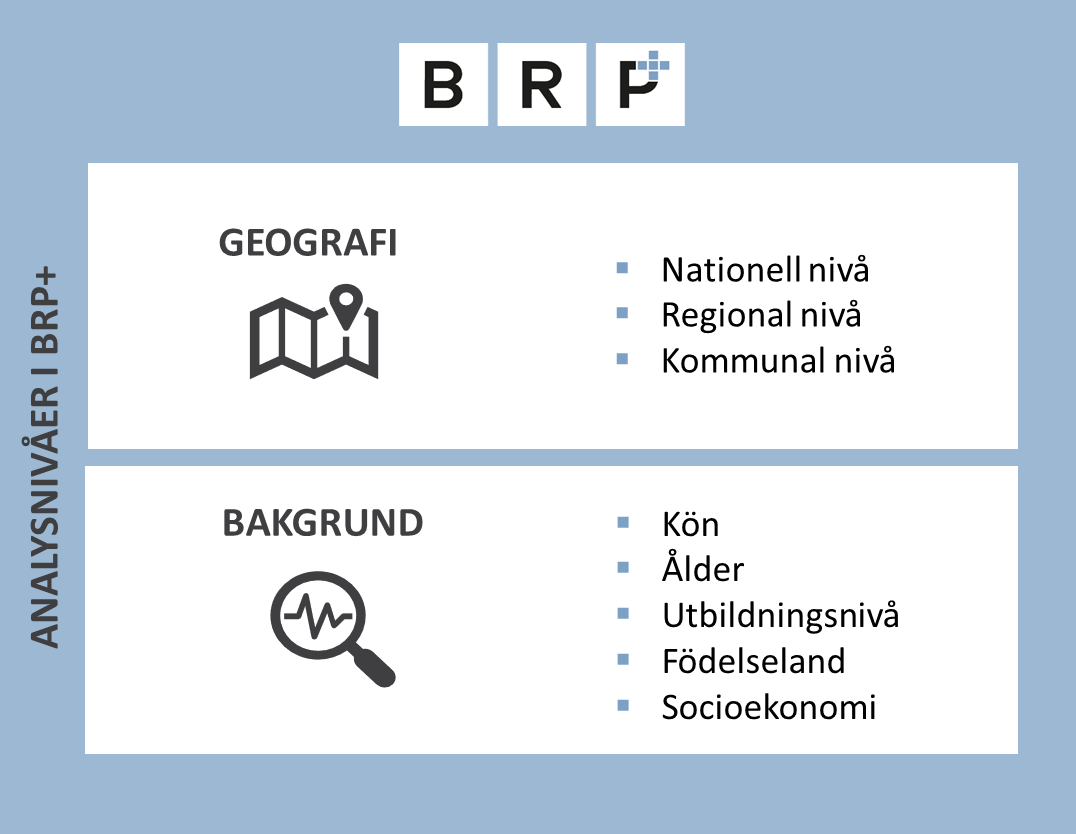 BRP+
ANALYSNIVÅER I BRP+
GEOGRAFI
Nationell nivå
Regional nivå
Kommunal nivå
BAKGRUND
Kön
Ålder
Utbildningsnivå
Födelseland
Socioekonomi